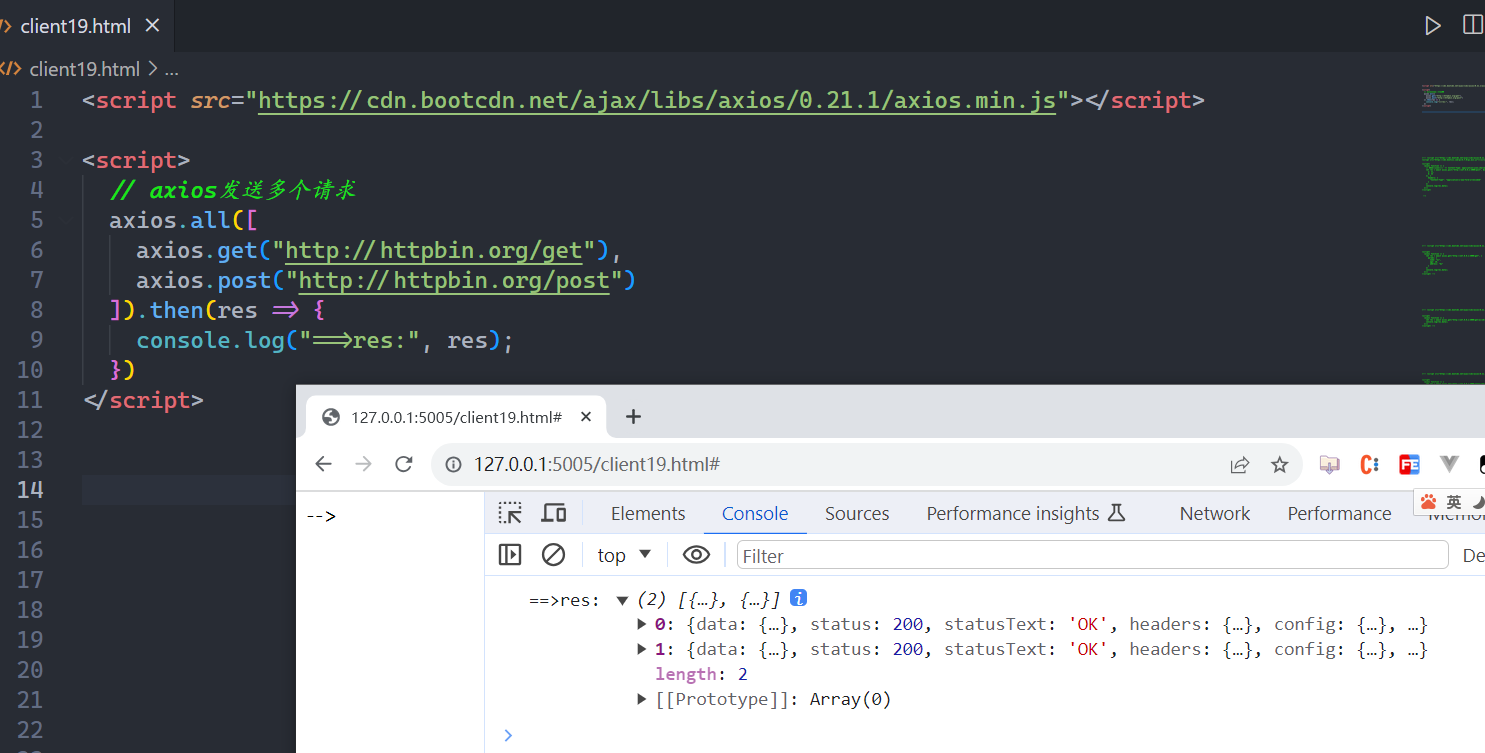 client19.html
client19.html > ...
1 <script src="https://cdn.bootcdn.net/ajax/libs/axios/0.21.1/axios.min.js"></script>
2
3 <script>
4 // axios发送多个请求
5 axios.all([
6 axios.get("http://httpbin.org/get"),
7 axios.post("http://httpbin.org/post")
8 ]).then(res => {
9 console.log("==>res:", res);
10 })
11 </script>
12
13
14
15
16
17
18
19
20
21
22
127.0.0.1:5005/client19.html#
127.0.0.1:5005/client19.html#
-->
Elements Console Sources Performance insights Network Performance
英
top Filter De
==>res: (2) [{…}, {…}]
0: {data: {…}, status: 200, statusText: 'OK', headers: {…}, config: {…}, …}
1: {data: {…}, status: 200, statusText: 'OK', headers: {…}, config: {…}, …}
length: 2
[[Prototype]]: Array(0)
>